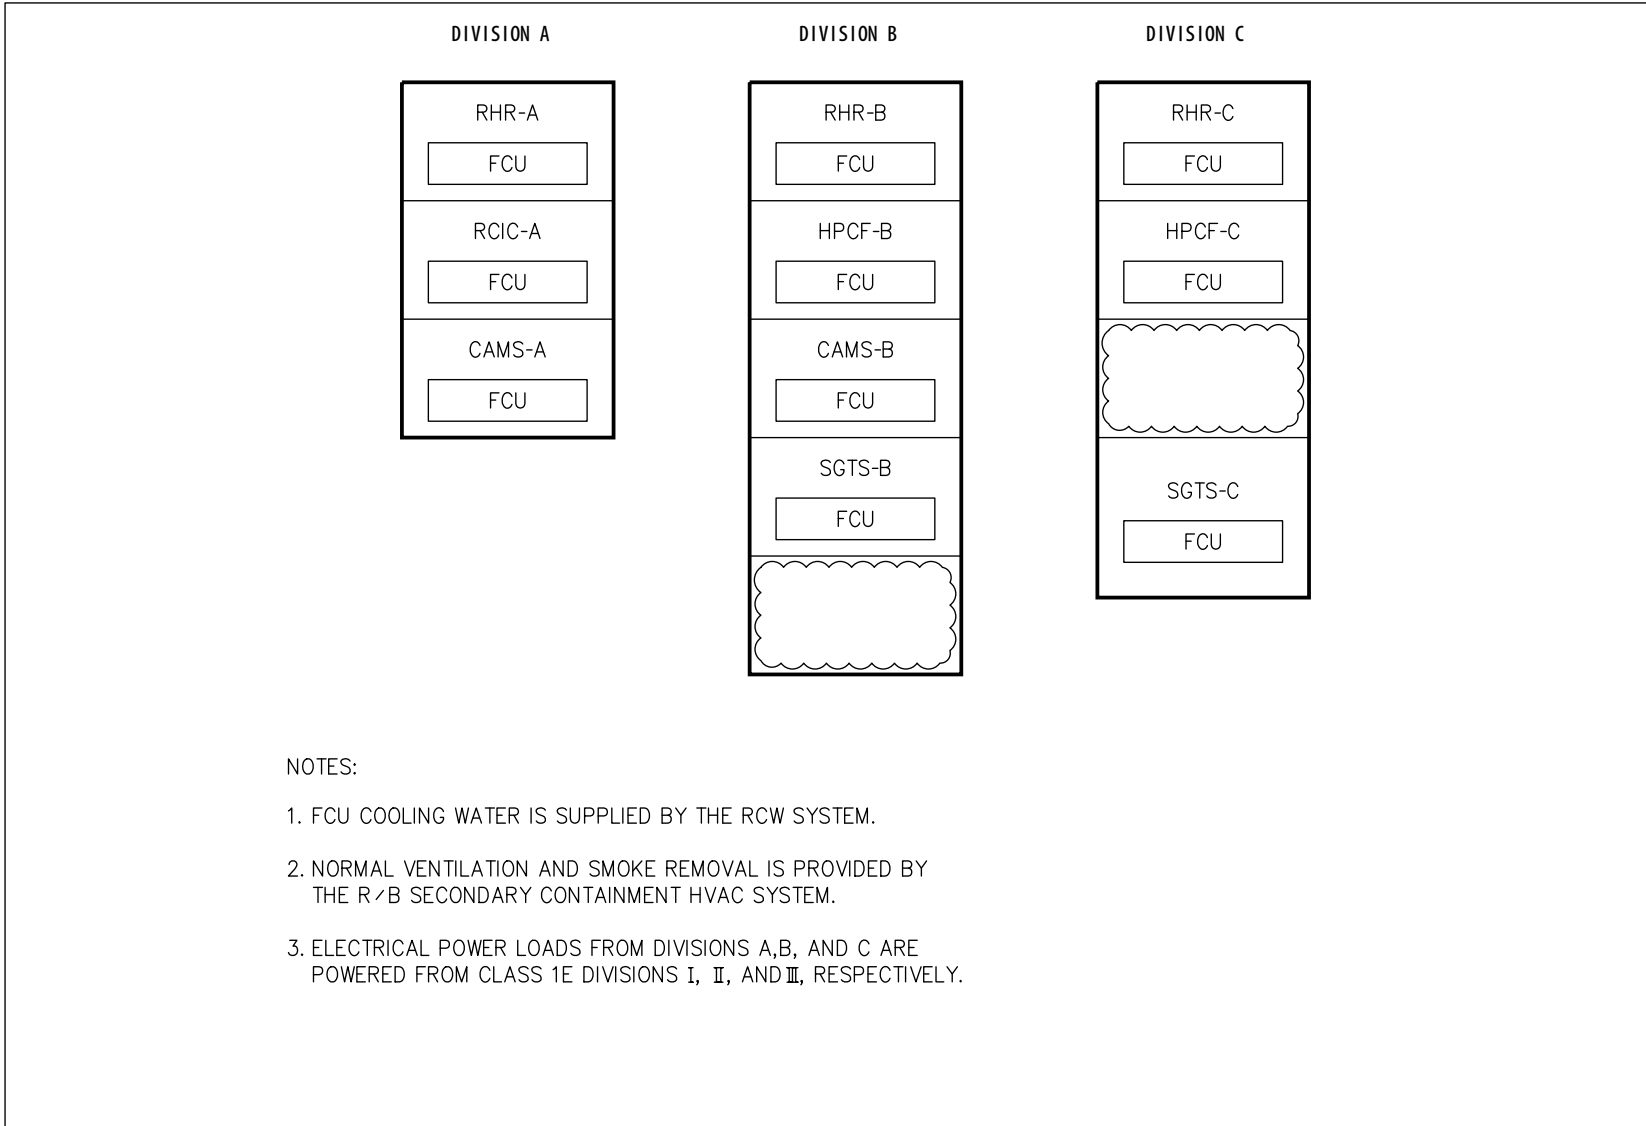 DIVISION A
DIVISION B
DIVISION C
RHR-A
FCU
RCIC-A
FCU
CAMS-A
FCU
RHR-B
FCU
HPCF-B
FCU
CAMS-B
FCU
SGTS-B
FCU
RHR-C
FCU
HPCF-C
FCU
SGTS-C
FCU
NOTES:
1. FCU COOLING WATER IS SUPPLIED BY THE RCW SYSTEM.
2. NORMAL VENTILATION AND SMOKE REMOVAL IS PROVIDED BY
THE R/B SECONDARY CONTAINMENT HVAC SYSTEM.
3. ELECTRICAL POWER LOADS FROM DIVISIONS A,B, AND C ARE
POWERED FROM CLASS 1E DIVISIONS I, II, AND III, RESPECTIVELY.